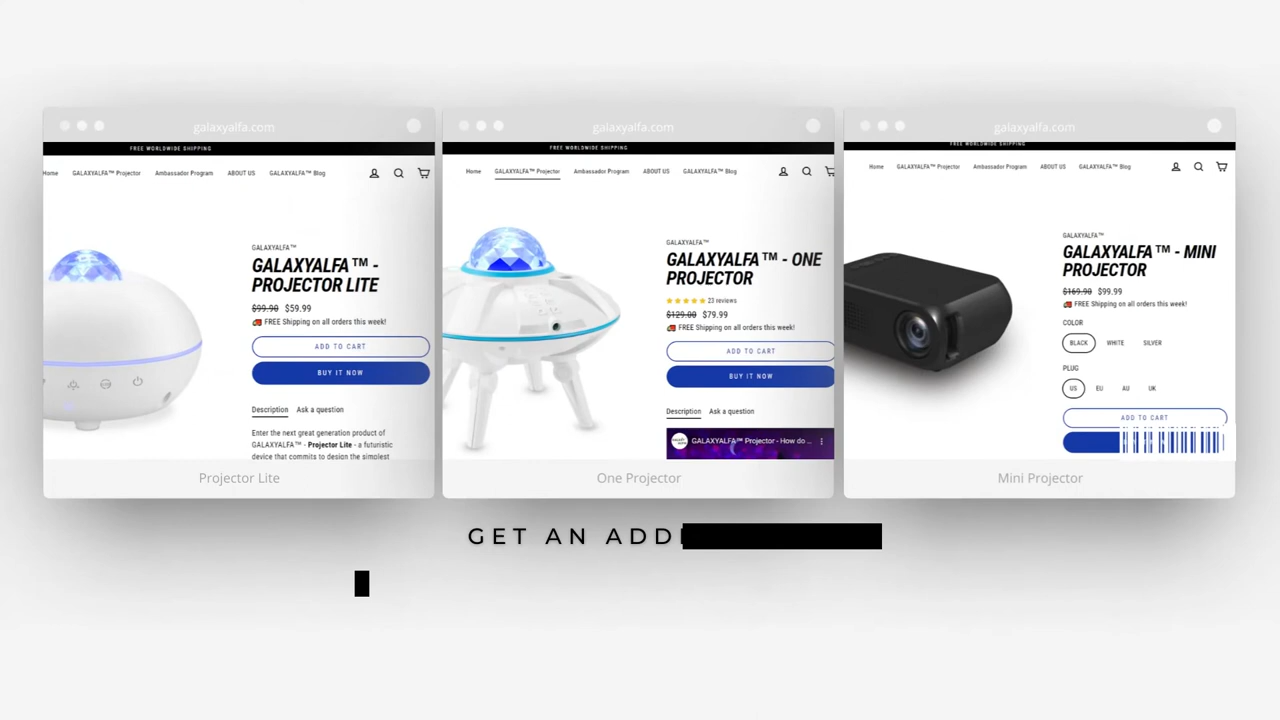 galaxyalfa.com
FREE WORLDWIDE SHIPPING
Home GALAXYALFA™ Projector Ambassador Program ABOUT US GALAXYALFA™ Blog
GALAXYALFA™
GALAXYALFA™ -
PROJECTOR LITE
$99.90 $59.99
🚚 FREE Shipping on all orders this week!
ADD TO CART
BUY IT NOW
Description Ask a question
Enter the next great generation product of
GALAXYALFA™ - Projector Lite - a futuristic
device that commits to design the simplest
Projector Lite
galaxyalfa.com
FREE WORLDWIDE SHIPPING
Home GALAXYALFA™ Projector Ambassador Program ABOUT US GALAXYALFA™ Blog
GALAXYALFA™
GALAXYALFA™ - ONE
PROJECTOR
23 reviews
$129.00 $79.99
🚚 FREE Shipping on all orders this week!
ADD TO CART
BUY IT NOW
Description Ask a question
GALAXYALFA™ Projector - How do ...
One Projector
galaxyalfa.com
FREE WORLDWIDE SHIPPING
Home GALAXYALFA™ Projector Ambassador Program ABOUT US GALAXYALFA™ Blog
GALAXYALFA™
GALAXYALFA™ - MINI
PROJECTOR
$169.90 $99.99
🚚 FREE Shipping on all orders this week!
COLOR
BLACK WHITE SILVER
PLUG
US EU AU UK
ADD TO CART
Mini Projector
GET AN ADD